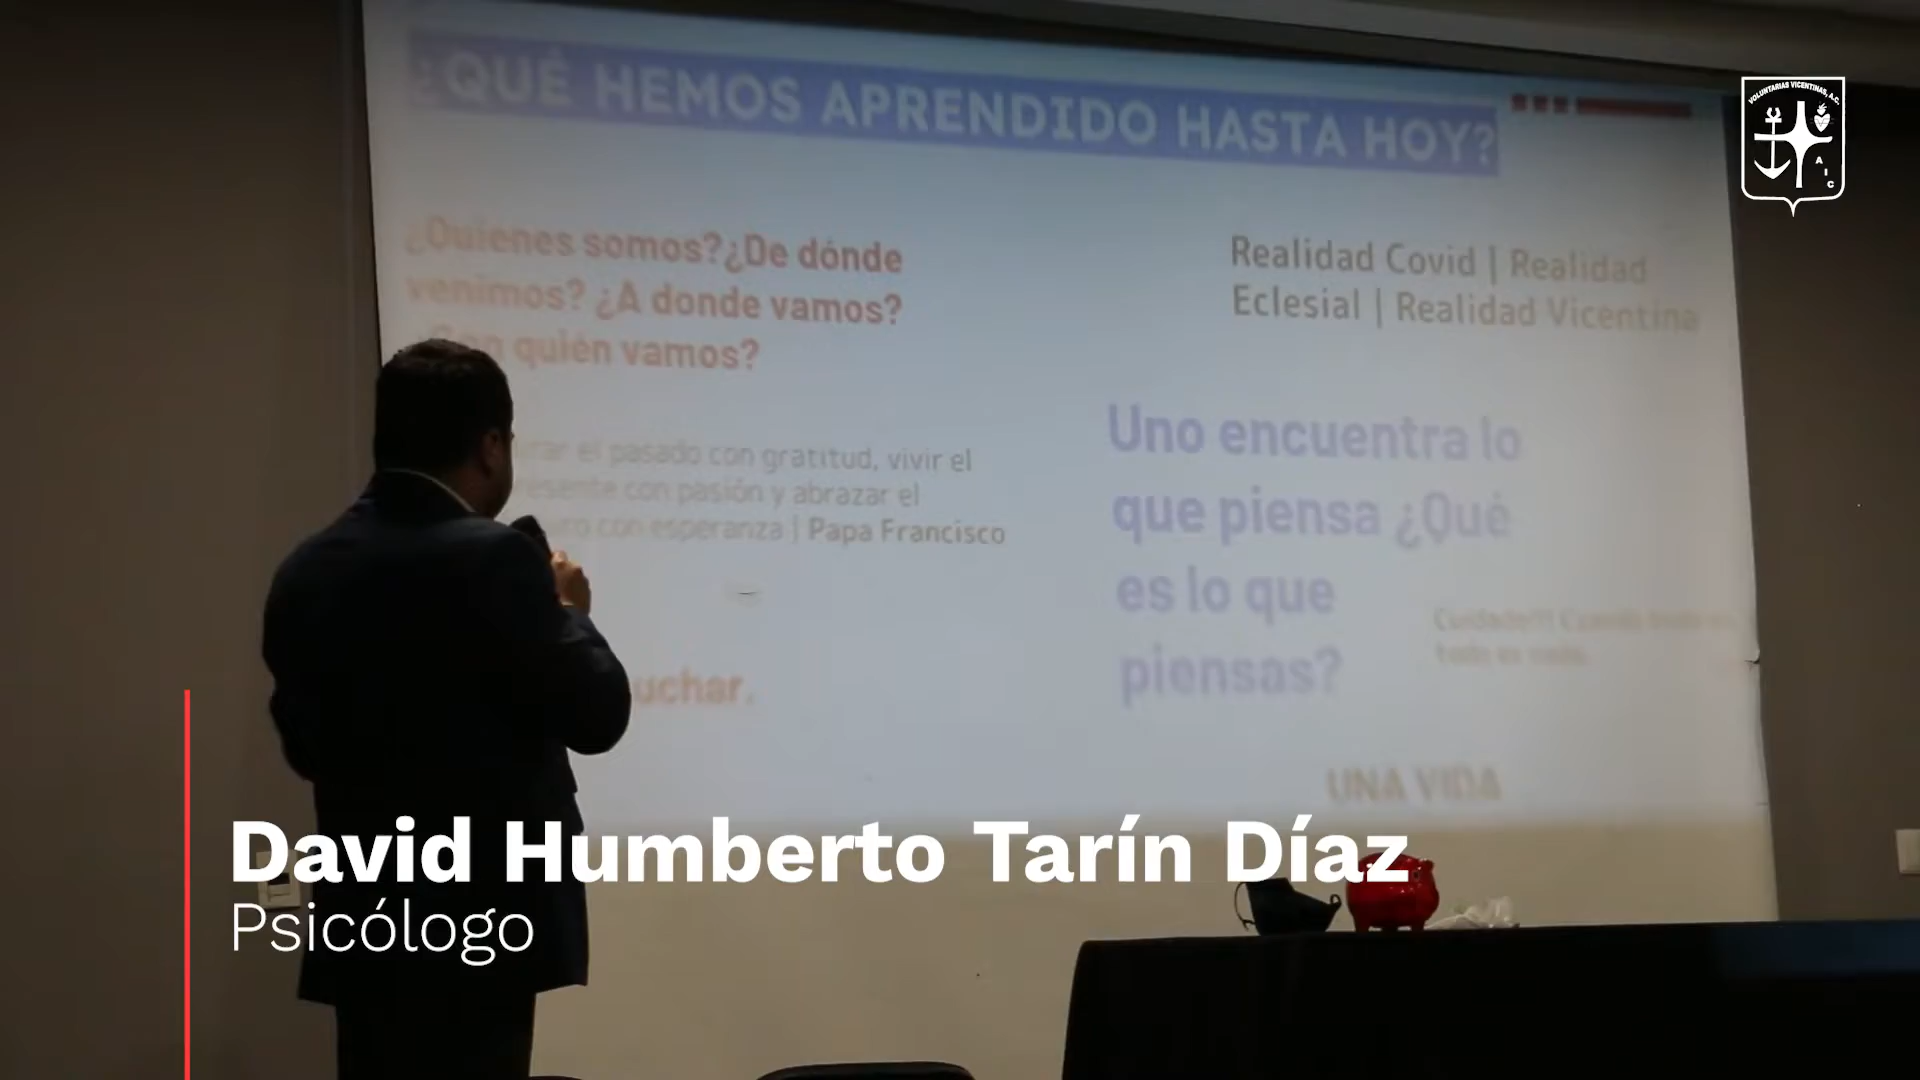 ¿QUÉ HEMOS APRENDIDO HASTA HOY?
¿Quienes somos?¿De dónde
venimos? ¿A donde vamos?
quién vamos?
el pasado con gratitud, vivir el
presente con pasión y abrazar el
con esperanza | Papa Francisco
Realidad Covid | Realidad
Eclesial | Realidad Vicentina
Uno encuentra lo
que piensa ¿Qué
es lo que
piensas?
UNA VIDA
VOLUNTARIAS VICENTINAS, A.C.
A
I
C
David Humberto Tarín Díaz
Psicólogo